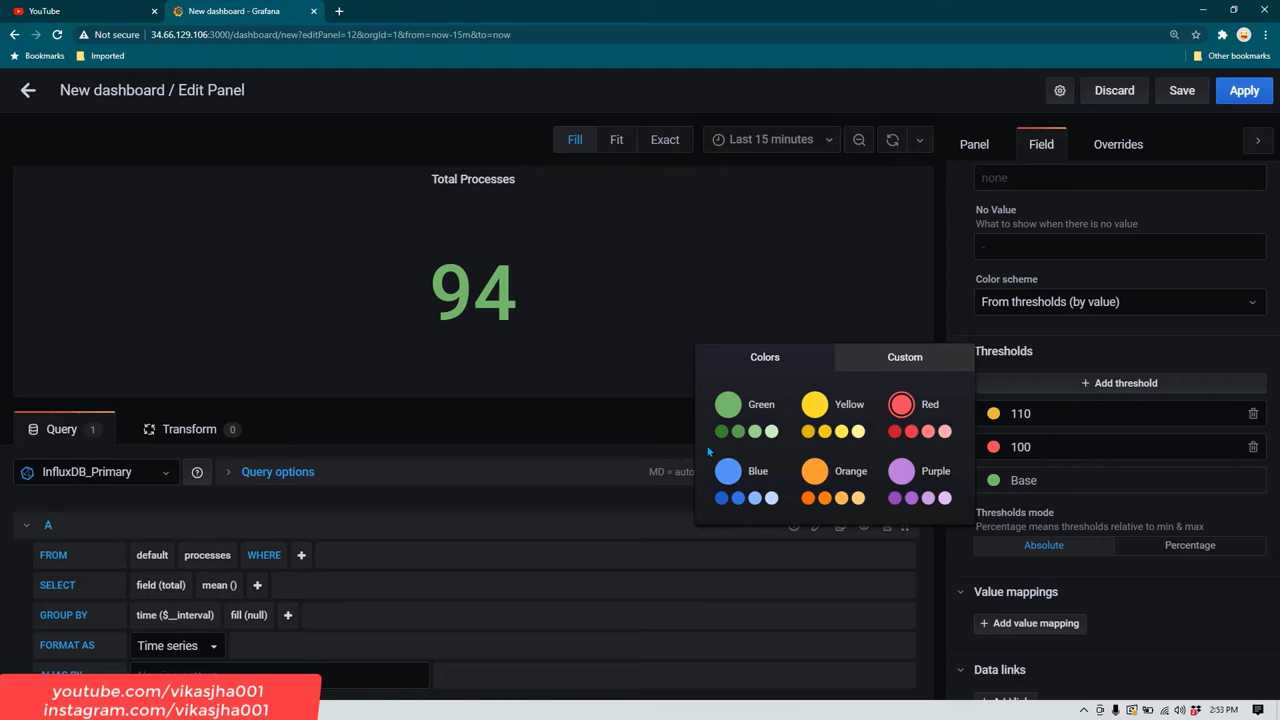 YouTube
New dashboard - Grafana
Not secure
34.66.129.106:3000/dashboard/new?editPanel=12&orgId=1&from=now-15m&to=now
Bookmarks
Imported
Other bookmarks
New dashboard / Edit Panel
Discard
Save
Apply
Fill
Fit
Exact
Last 15 minutes
Panel
Field
Overrides
Total Processes
none
No Value
What to show when there is no value
-
94
Color scheme
From thresholds (by value)
Thresholds
Colors
Custom
+ Add threshold
Green
Yellow
Red
110
100
Blue
Orange
Purple
Base
Query 1
Transform 0
InfluxDB_Primary
Query options
MD = auto
Thresholds mode
Percentage means thresholds relative to min & max
Absolute
Percentage
A
FROM
default
processes
WHERE
+
SELECT
field (total)
mean ()
+
GROUP BY
time ($__interval)
fill (null)
+
FORMAT AS
Time series
Value mappings
+ Add value mapping
Data links
youtube.com/vikasjha001
instagram.com/vikasjha001
2:53 PM